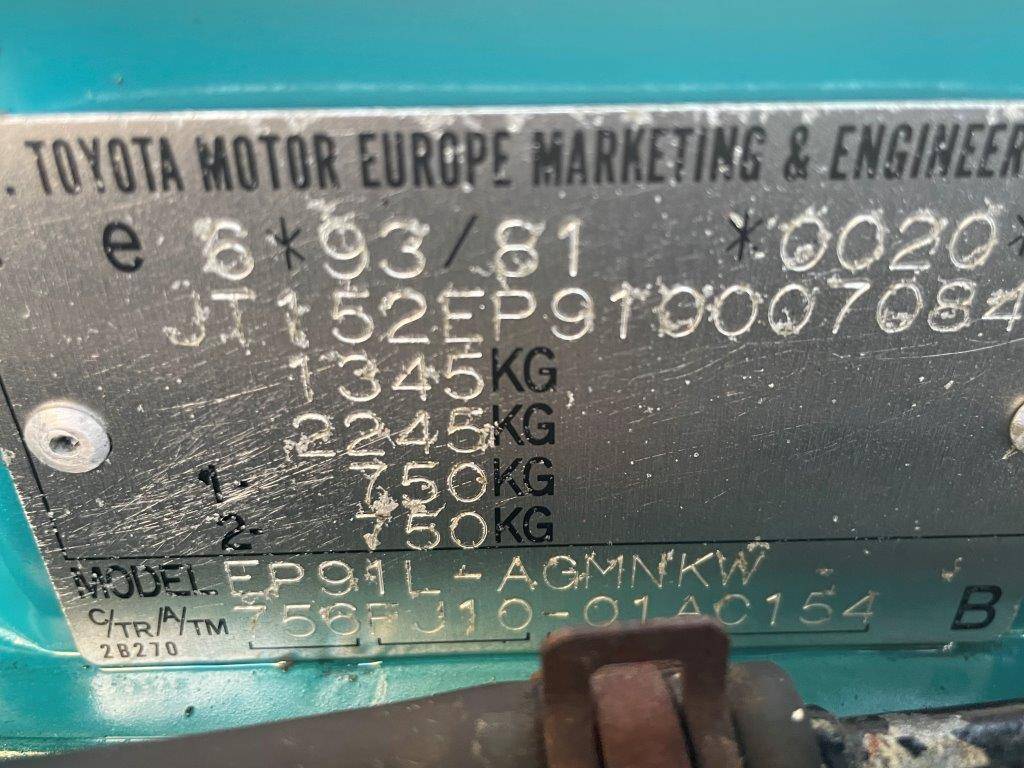 . TOYOTA MOTOR EUROPE MARKETING & ENGINEER
e 6*93/81 *0020*
JT152EP910007084
1345KG
2245KG
1- 750KG
2- 750KG
MODEL EP91L-AGMNKW
C/TR/A/TM 756FJ10-01AC154 B
2B270